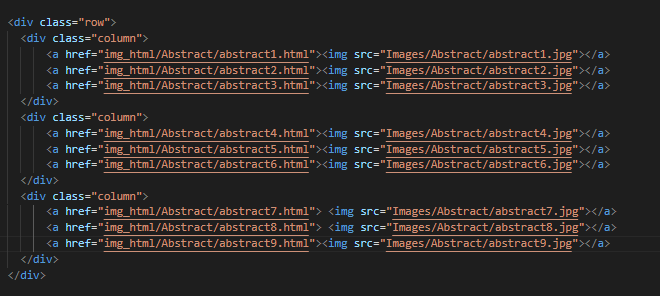 <div class="row">
<div class="column">
<a href="img_html/Abstract/abstract1.html"><img src="Images/Abstract/abstract1.jpg"></a>
<a href="img_html/Abstract/abstract2.html"><img src="Images/Abstract/abstract2.jpg"></a>
<a href="img_html/Abstract/abstract3.html"><img src="Images/Abstract/abstract3.jpg"></a>
</div>
<div class="column">
<a href="img_html/Abstract/abstract4.html"><img src="Images/Abstract/abstract4.jpg"></a>
<a href="img_html/Abstract/abstract5.html"><img src="Images/Abstract/abstract5.jpg"></a>
<a href="img_html/Abstract/abstract6.html"><img src="Images/Abstract/abstract6.jpg"></a>
</div>
<div class="column">
<a href="img_html/Abstract/abstract7.html"> <img src="Images/Abstract/abstract7.jpg"></a>
<a href="img_html/Abstract/abstract8.html"> <img src="Images/Abstract/abstract8.jpg"></a>
<a href="img_html/Abstract/abstract9.html"><img src="Images/Abstract/abstract9.jpg"></a>
</div>
</div>